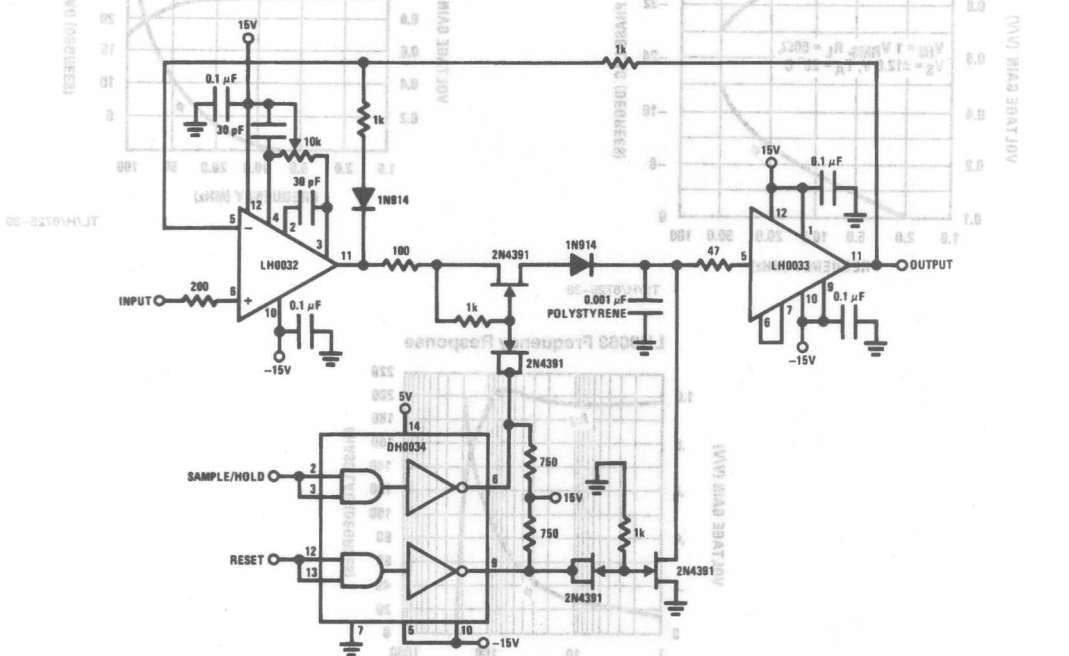 15V
1k
0.1 µF
30 pF
1k
10k
15V
0.1 µF
30 pF
1N914
12
4
2
3
5
−
LH0032
11
100
2N4391
1N914
47
5
12
1
LH0033
11
OUTPUT
INPUT
200
6
+
10
0.1 µF
−15V
1k
0.001 µF
POLYSTYRENE
6
7
10
9
0.1 µF
−15V
2N4391
5V
14
DH0034
SAMPLE/HOLD
2
3
6
750
15V
750
1k
RESET
12
13
9
2N4391
2N4391
7
5
10
−15V